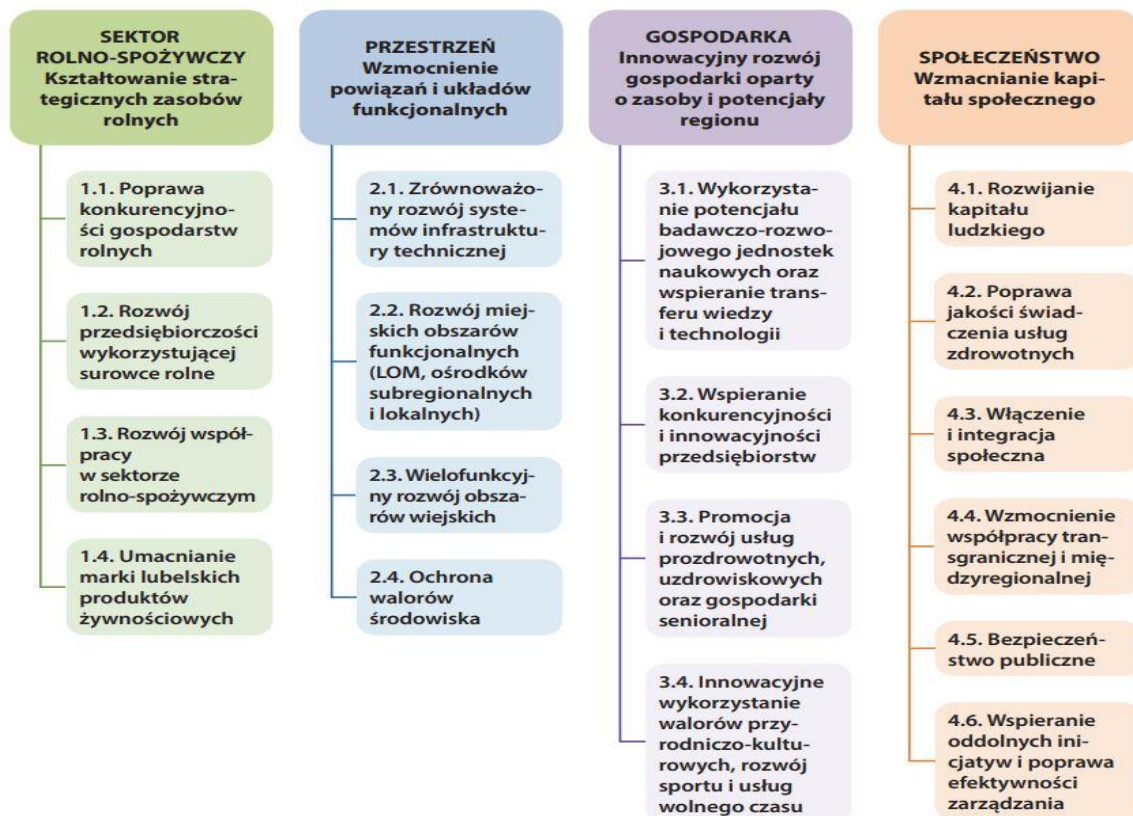 SEKTOR
ROLNO-SPOŻYWCZY
Kształtowanie stra-
tegicznych zasobów
rolnych
1.1. Poprawa
konkurencyjno-
ści gospodarstw
rolnych
1.2. Rozwój
przedsiębiorczości
wykorzystującej
surowce rolne
1.3. Rozwój współ-
pracy
w sektorze
rolno-spożywczym
1.4. Umacnianie
marki lubelskich
produktów
żywnościowych
PRZESTRZEŃ
Wzmocnienie
powiązań i układów
funkcjonalnych
2.1. Zrównoważo-
ny rozwój syste-
mów infrastruktu-
ry technicznej
2.2. Rozwój miej-
skich obszarów
funkcjonalnych
(LOM, ośrodków
subregionalnych
i lokalnych)
2.3. Wielofunkcyj-
ny rozwój obsza-
rów wiejskich
2.4. Ochrona
walorów
środowiska
GOSPODARKA
Innowacyjny rozwój
gospodarki oparty
o zasoby i potencjały
regionu
3.1. Wykorzysta-
nie potencjału
badawczo-rozwo-
jowego jednostek
naukowych oraz
wspieranie trans-
feru wiedzy
i technologii
3.2. Wspieranie
konkurencyjności
i innowacyjności
przedsiębiorstw
3.3. Promocja
i rozwój usług
prozdrowotnych,
uzdrowiskowych
oraz gospodarki
senioralnej
3.4. Innowacyjne
wykorzystanie
walorów przy-
rodniczo-kultu-
rowych, rozwój
sportu i usług
wolnego czasu
SPOŁECZEŃSTWO
Wzmacnianie kapi-
tału społecznego
4.1. Rozwijanie
kapitału
ludzkiego
4.2. Poprawa
jakości świad-
czenia usług
zdrowotnych
4.3. Włączenie
i integracja
społeczna
4.4. Wzmocnienie
współpracy tran-
sgranicznej i mię-
dzyregionalnej
4.5. Bezpieczeń-
stwo publiczne
4.6. Wspieranie
oddolnych ini-
cjatyw i poprawa
efektywności
zarządzania